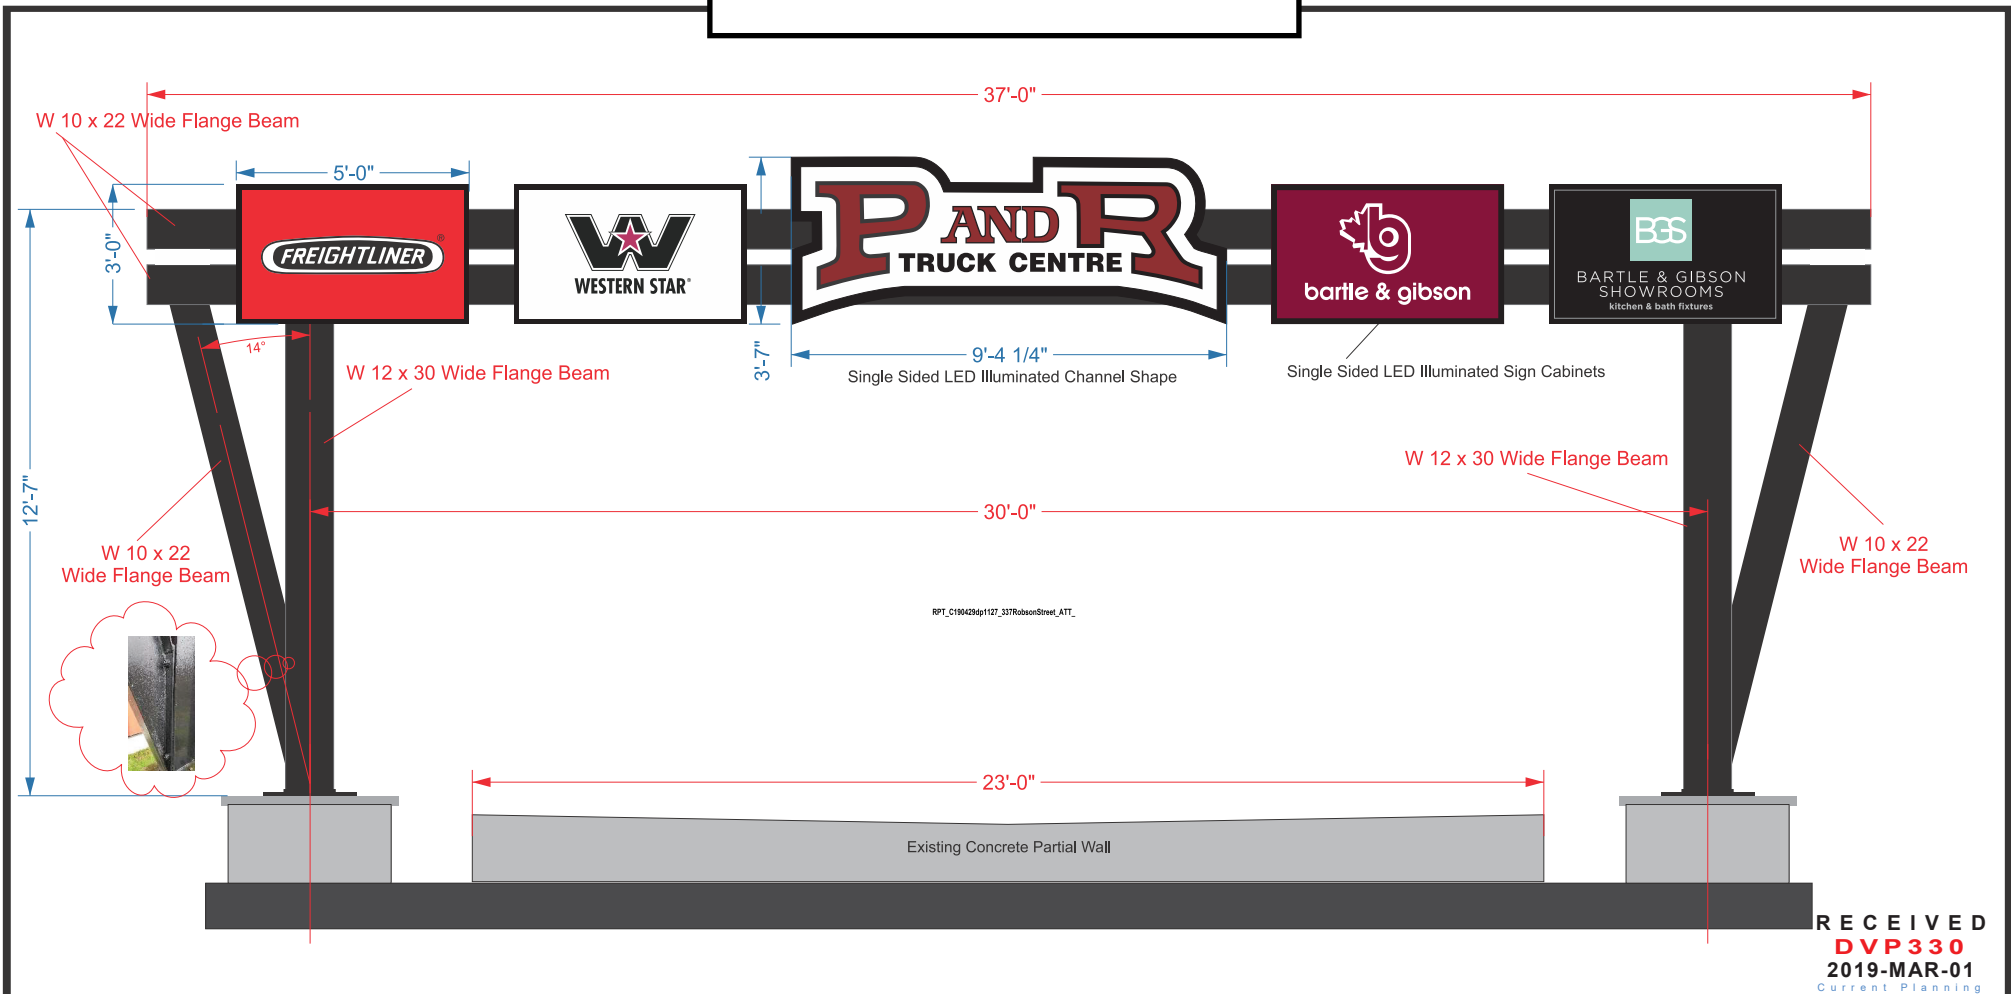 37'-0"
W 10 x 22 Wide Flange Beam
5'-0"
3'-0"
FREIGHTLINER
®
WESTERN STAR®
P AND R
TRUCK CENTRE
bartle & gibson
BGS
BARTLE & GIBSON
SHOWROOMS
kitchen & bath fixtures
14°
3'-7"
9'-4 1/4"
Single Sided LED Illuminated Channel Shape
Single Sided LED Illuminated Sign Cabinets
W 12 x 30 Wide Flange Beam
W 12 x 30 Wide Flange Beam
12'-7"
30'-0"
W 10 x 22
Wide Flange Beam
W 10 x 22
Wide Flange Beam
RPT_C190429dp1127_337RobsonStreet_ATT_
23'-0"
Existing Concrete Partial Wall
RECEIVED
DVP330
2019-MAR-01
Current Planning